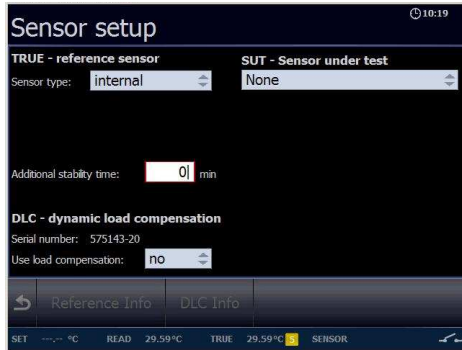 Sensor setup
10:19
TRUE - reference sensor
SUT - Sensor under test
Sensor type: internal
None
Additional stability time: 0 min
DLC - dynamic load compensation
Serial number: 575143-20
Use load compensation: no
Reference Info DLC Info
SET ---,-- °C READ 29.59°C TRUE 29.59°C S SENSOR